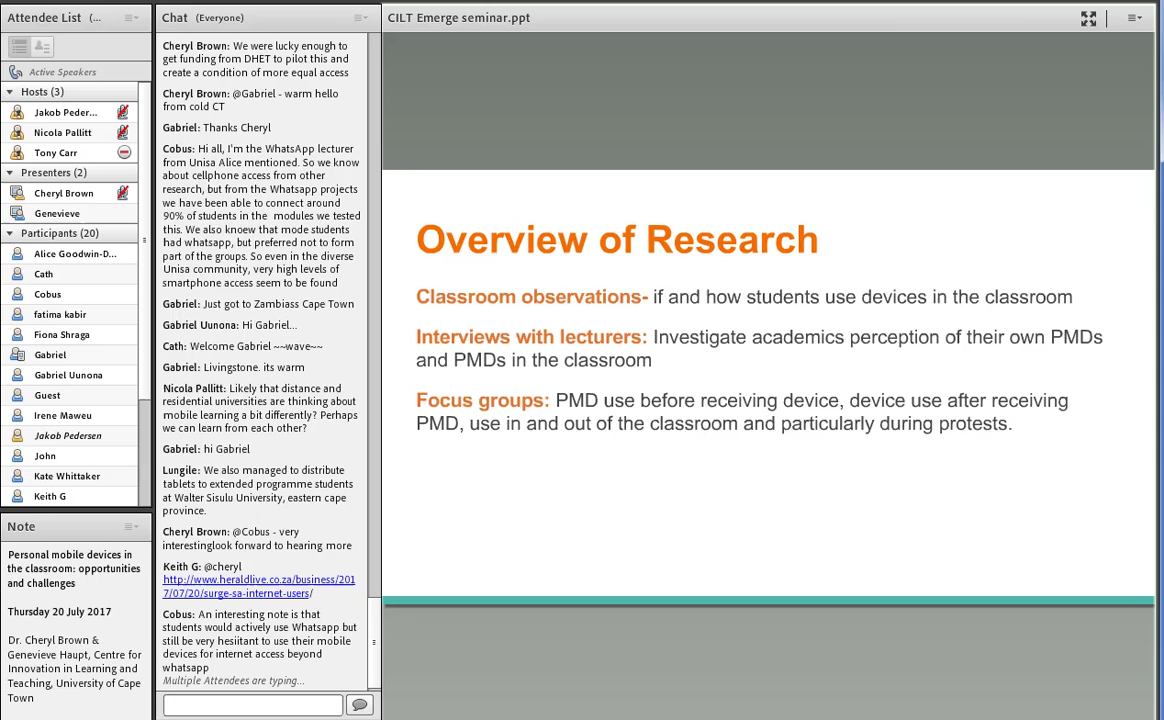 Attendee List (...
Active Speakers
Hosts (3)
Jakob Peder...
Nicola Pallitt
Tony Carr
Presenters (2)
Cheryl Brown
Genevieve
Participants (20)
Alice Goodwin-D...
Cath
Cobus
fatima kabir
Fiona Shraga
Gabriel
Gabriel Uunona
Guest
Irene Maweu
Jakob Pedersen
John
Kate Whittaker
Keith G
Note
Personal mobile devices in
the classroom: opportunities
and challenges
Thursday 20 July 2017
Dr. Cheryl Brown &
Genevieve Haupt, Centre for
Innovation in Learning and
Teaching, University of Cape
Town
Chat (Everyone)
Cheryl Brown: We were lucky enough to
get funding from DHET to pilot this and
create a condition of more equal access
Cheryl Brown: @Gabriel - warm hello
from cold CT
Gabriel: Thanks Cheryl
Cobus: Hi all, I'm the WhatsApp lecturer
from Unisa Alice mentioned. So we know
about cellphone access from other
research, but from the Whatsapp projects
we have been able to connect around
90% of students in the modules we tested
this. We also knoew that mode students
had whatsapp, but preferred not to form
part of the groups. So even in the diverse
Unisa community, very high levels of
smartphone access seem to be found
Gabriel: Just got to Zambiass Cape Town
Gabriel Uunona: Hi Gabriel...
Cath: Welcome Gabriel ~~wave~~
Gabriel: Livingstone. its warm
Nicola Pallitt: Likely that distance and
residential universities are thinking about
mobile learning a bit differently? Perhaps
we can learn from each other?
Gabriel: hi Gabriel
Lungile: We also managed to distribute
tablets to extended programme students
at Walter Sisulu University, eastern cape
province.
Cheryl Brown: @Cobus - very
interestinglook forward to hearing more
Keith G: @cheryl
http://www.heraldlive.co.za/business/201
7/07/20/surge-sa-internet-users/
Cobus: An interesting note is that
students would actively use Whatsapp but
still be very hesiitant to use their mobile
devices for internet access beyond
whatsapp
Multiple Attendees are typing...
CILT Emerge seminar.ppt
Overview of Research
Classroom observations- if and how students use devices in the classroom
Interviews with lecturers: Investigate academics perception of their own PMDs
and PMDs in the classroom
Focus groups: PMD use before receiving device, device use after receiving
PMD, use in and out of the classroom and particularly during protests.